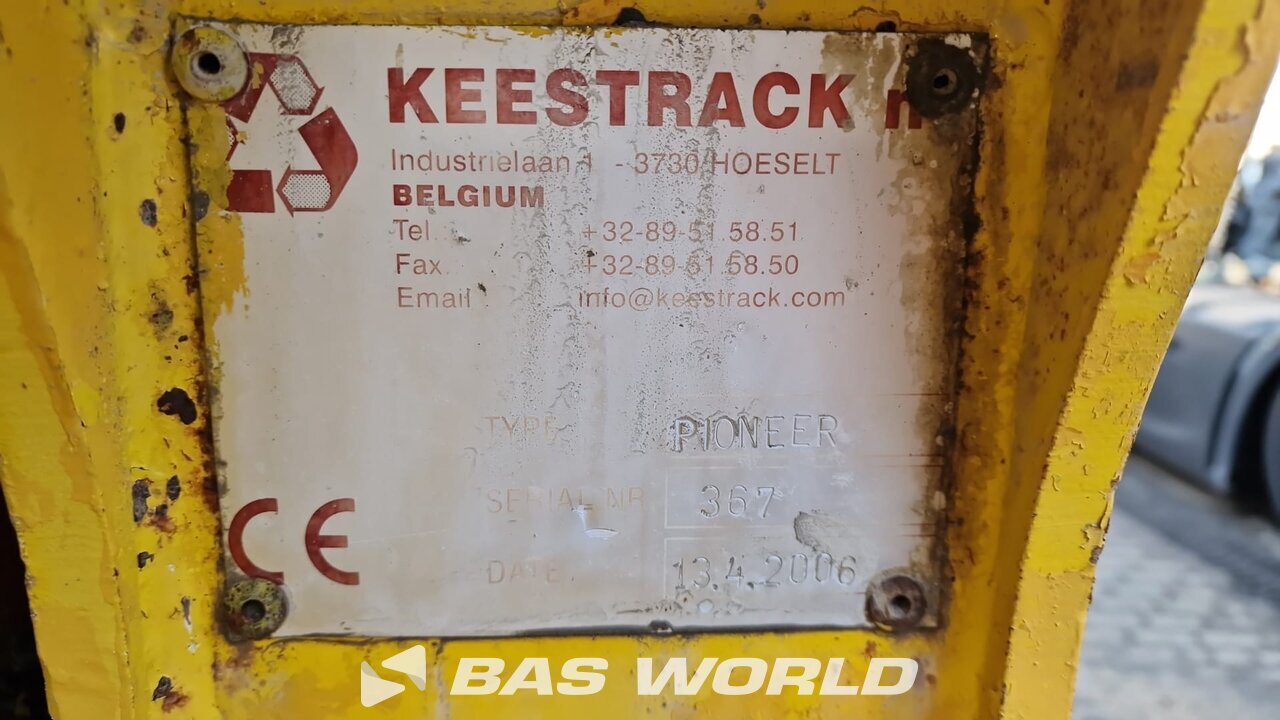 KEESTRACK n
Industrielaan 1 - 3730 HOESELT
BELGIUM
Tel. +32-89-51.58.51
Fax. +32-89-51.58.50
Email : info@keestrack.com
TYPE PIONEER
SERIAL NR 367
CE DATE 13.4.2006
BAS WORLD